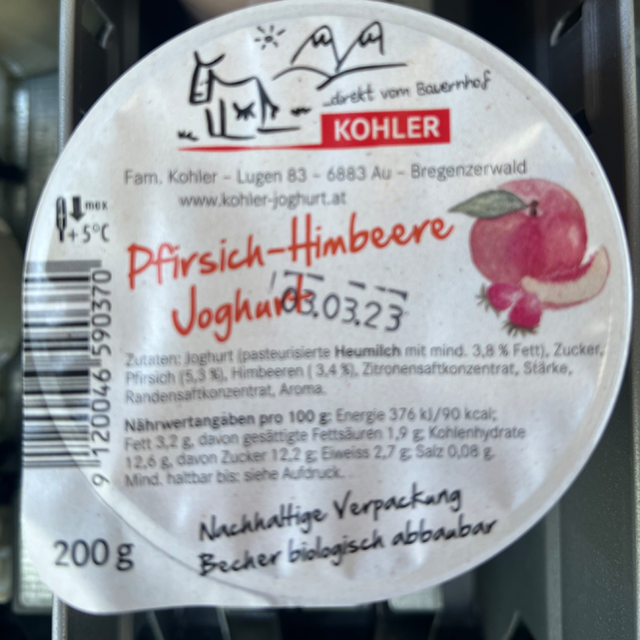 ...direkt vom Bauernhof
KOHLER
Fam. Kohler – Lugen 83 – 6883 Au – Bregenzerwald
www.kohler-joghurt.at
max
+5°C
Pfirsich-Himbeere
Joghurt
03.03.23
Zutaten: Joghurt (pasteurisierte Heumilch mit mind. 3,8 % Fett), Zucker,
Pfirsich (5,3 %), Himbeeren ( 3,4 %), Zitronensaftkonzentrat, Stärke,
Randensaftkonzentrat, Aroma.
Nährwertangaben pro 100 g: Energie 376 kJ/90 kcal;
Fett 3,2 g, davon gesättigte Fettsäuren 1,9 g; Kohlenhydrate
12,6 g, davon Zucker 12,2 g; Eiweiss 2,7 g; Salz 0,08 g.
Mind. haltbar bis: siehe Aufdruck.
9 120046 590370
200 g
Nachhaltige Verpackung
Becher biologisch abbaubar